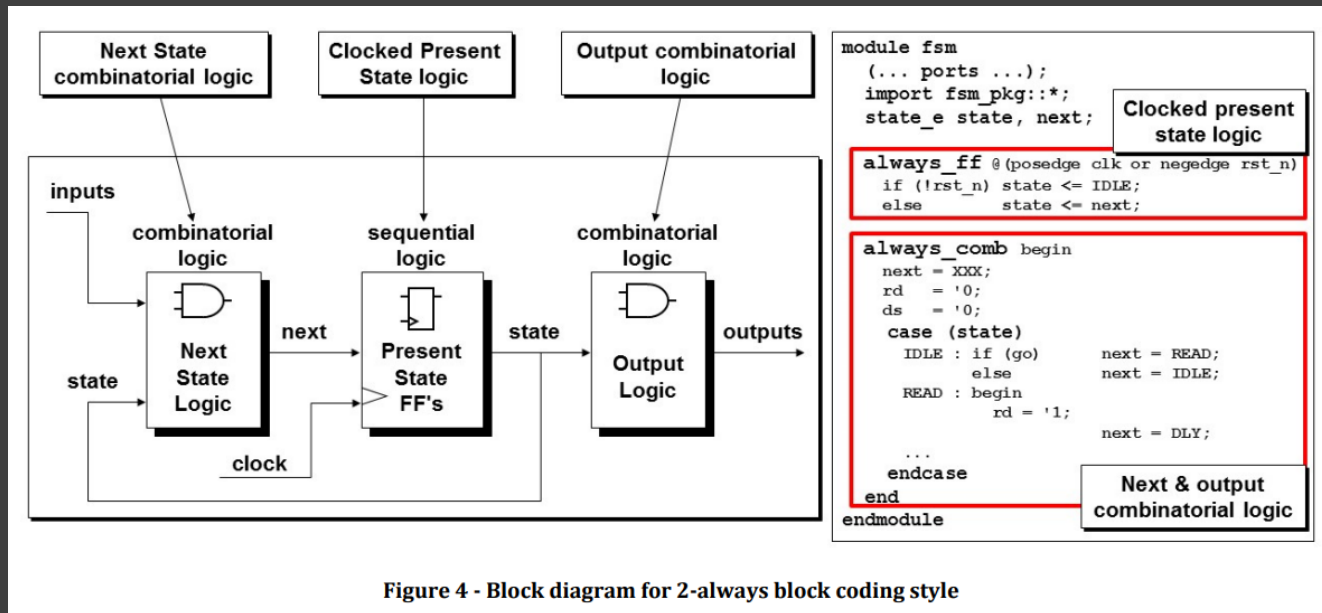 Next State
combinatorial logic
Clocked Present
State logic
Output combinatorial
logic
inputs
combinatorial
logic
sequential
logic
combinatorial
logic
next
state
outputs
Next
State
Logic
Present
State
FF's
Output
Logic
state
clock
module fsm
(... ports ...);
import fsm_pkg::*;
state_e state, next;
Clocked present
state logic
always_ff @(posedge clk or negedge rst_n)
if (!rst_n) state <= IDLE;
else state <= next;
always_comb begin
next = XXX;
rd = '0;
ds = '0;
case (state)
IDLE : if (go) next = READ;
else next = IDLE;
READ : begin
rd = '1;
next = DLY;
...
endcase
end
endmodule
Next & output
combinatorial logic
Figure 4 - Block diagram for 2-always block coding style